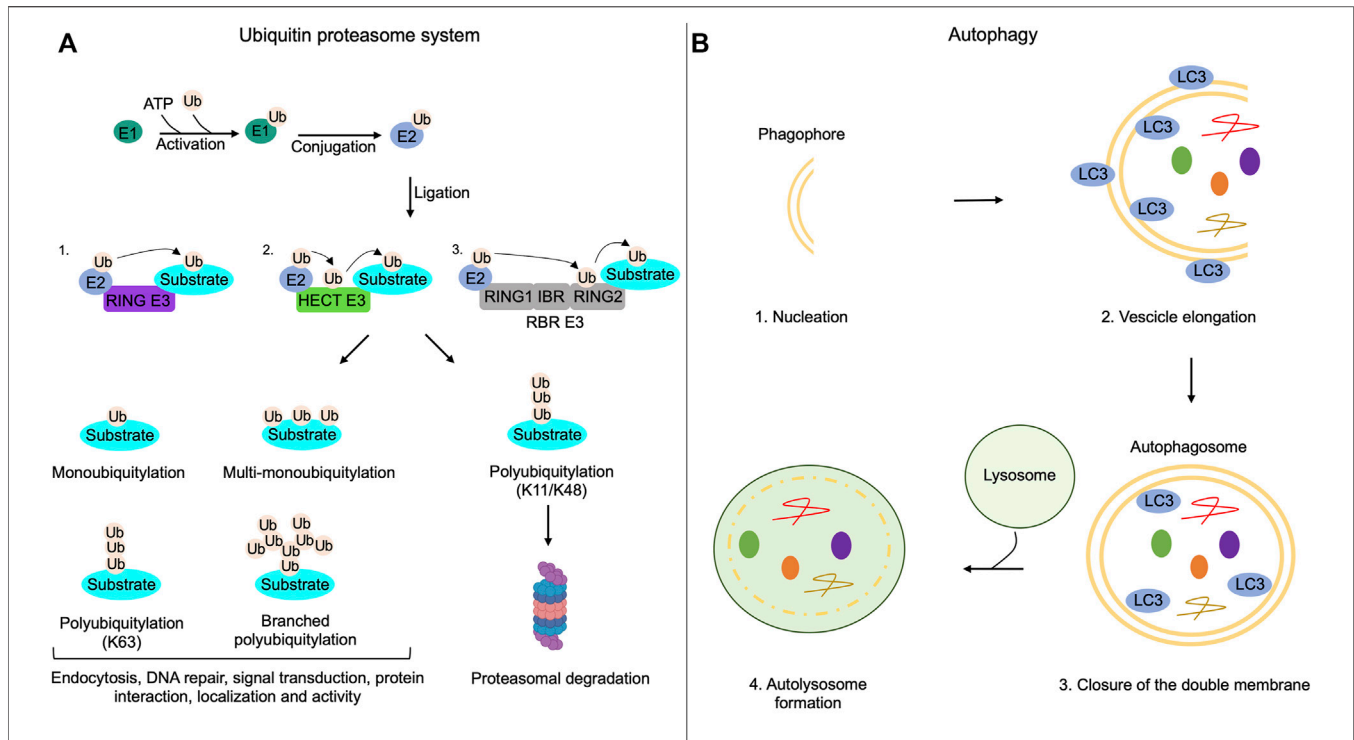 A
Ubiquitin proteasome system
ATP
Ub
E1
Activation
E1
Ub
Conjugation
E2
Ub
Ligation
1.
Ub
E2
RING E3
Ub
Substrate
2.
Ub
E2
Ub
HECT E3
Ub
Substrate
3.
Ub
E2
RING1 IBR RING2
RBR E3
Ub
Ub
Substrate
Ub
Substrate
Monoubiquitylation
Ub Ub Ub
Substrate
Multi-monoubiquitylation
Ub
Ub
Ub
Substrate
Polyubiquitylation
(K11/K48)
Ub
Ub
Ub
Substrate
Polyubiquitylation
(K63)
Ub Ub
Ub Ub Ub Ub
Ub
Ub
Substrate
Branched
polyubiquitylation
Endocytosis, DNA repair, signal transduction, protein
interaction, localization and activity
Proteasomal degradation
B
Autophagy
Phagophore
1. Nucleation
LC3
LC3
LC3
LC3
LC3
2. Vescicle elongation
Autophagosome
LC3
LC3
LC3
3. Closure of the double membrane
Lysosome
4. Autolysosome
formation